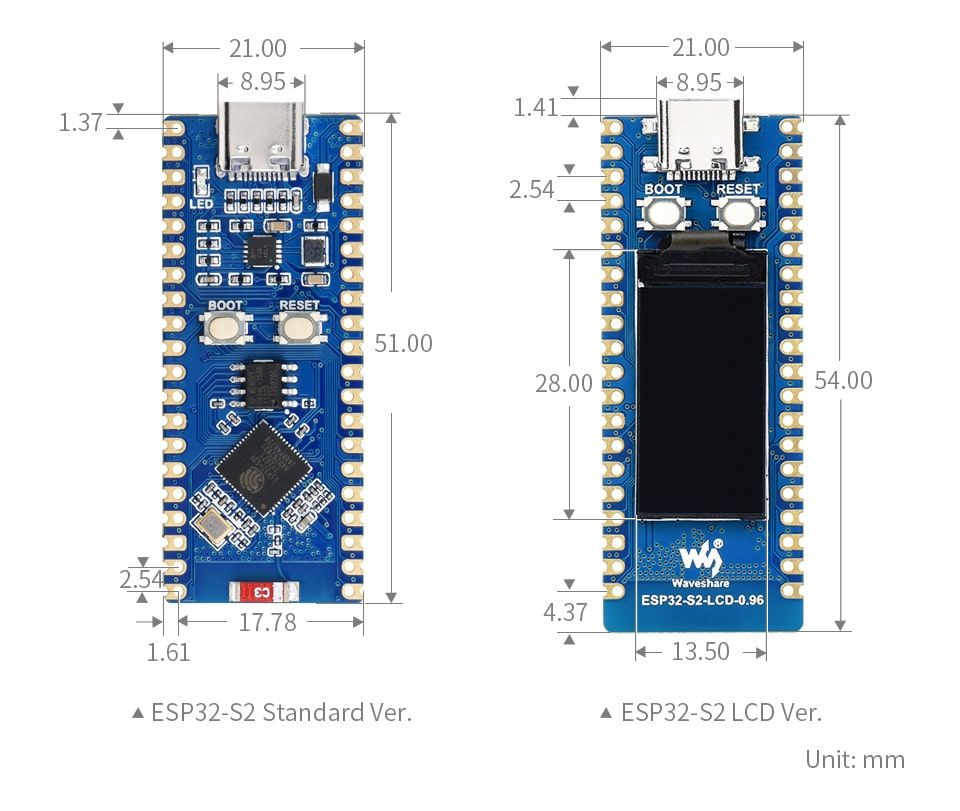 21.00
8.95
1.37
LED
BOOT RESET
51.00
C3
2.54
17.78
1.61
▲ ESP32-S2 Standard Ver.
21.00
8.95
1.41
2.54
BOOT RESET
28.00
54.00
®
Waveshare
ESP32-S2-LCD-0.96
4.37
13.50
▲ ESP32-S2 LCD Ver.
Unit: mm